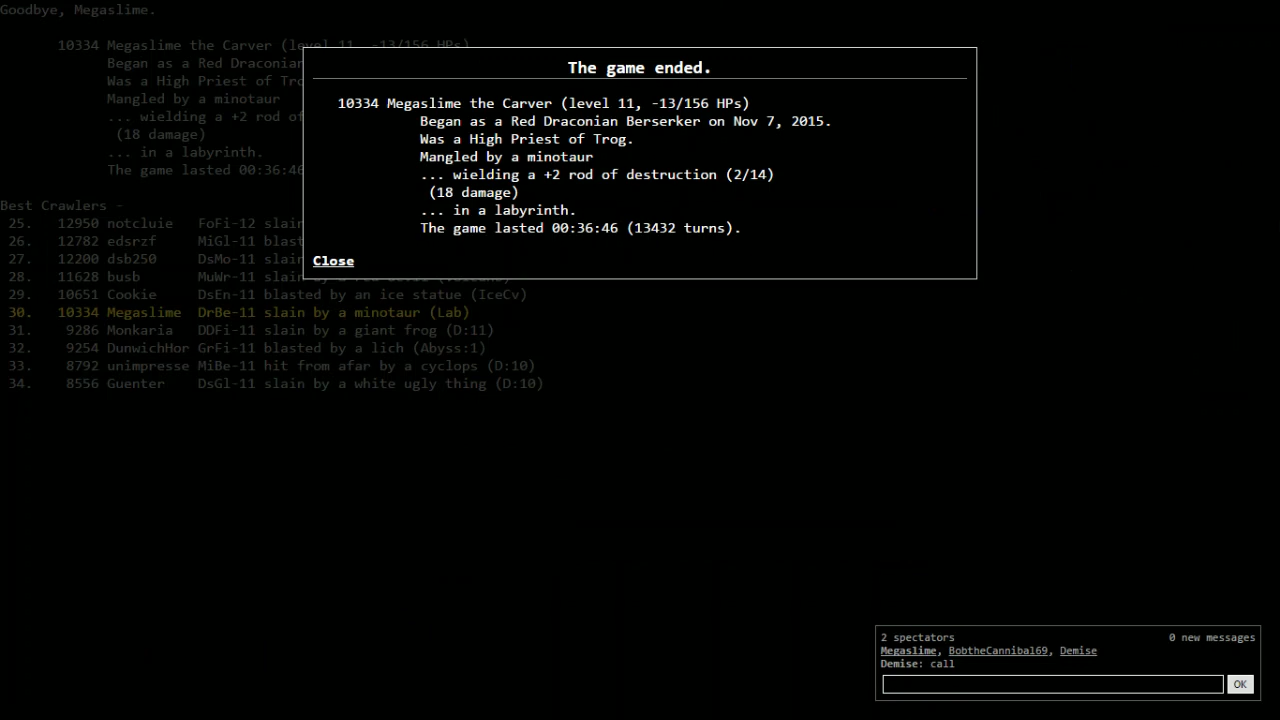 Goodbye, Megaslime.
The game ended.
10334 Megaslime the Carver (level 11, -13/156 HPs)
Began as a Red Draconian Berserker on Nov 7, 2015.
Was a High Priest of Trog.
Mangled by a minotaur
... wielding a +2 rod of destruction (2/14)
(18 damage)
... in a labyrinth.
The game lasted 00:36:46 (13432 turns).
Close
10334 Megaslime the Carver (level 11, -13/156 HPs)
Began as a Red Draconian
Was a High Priest of Tro
Mangled by a minotaur
... wielding a +2 rod of
(18 damage)
... in a labyrinth.
The game lasted 00:36:46
Best Crawlers -
25. 12950 notcluie FoFi-12 slain
26. 12782 edsrzf MiGl-11 blast
27. 12200 dsb250 DsMo-11 slain
28. 11628 busb MuWr-11 slain
29. 10651 Cookie DsEn-11 blasted by an ice statue (IceCv)
30. 10334 Megaslime DrBe-11 slain by a minotaur (Lab)
31. 9286 Monkaria DDFi-11 slain by a giant frog (D:11)
32. 9254 DunwichHor GrFi-11 blasted by a lich (Abyss:1)
33. 8792 unimpresse MiBe-11 hit from afar by a cyclops (D:10)
34. 8556 Guenter DsGl-11 slain by a white ugly thing (D:10)
2 spectators 0 new messages
Megaslime, BobtheCannibal69, Demise
Demise: call
OK